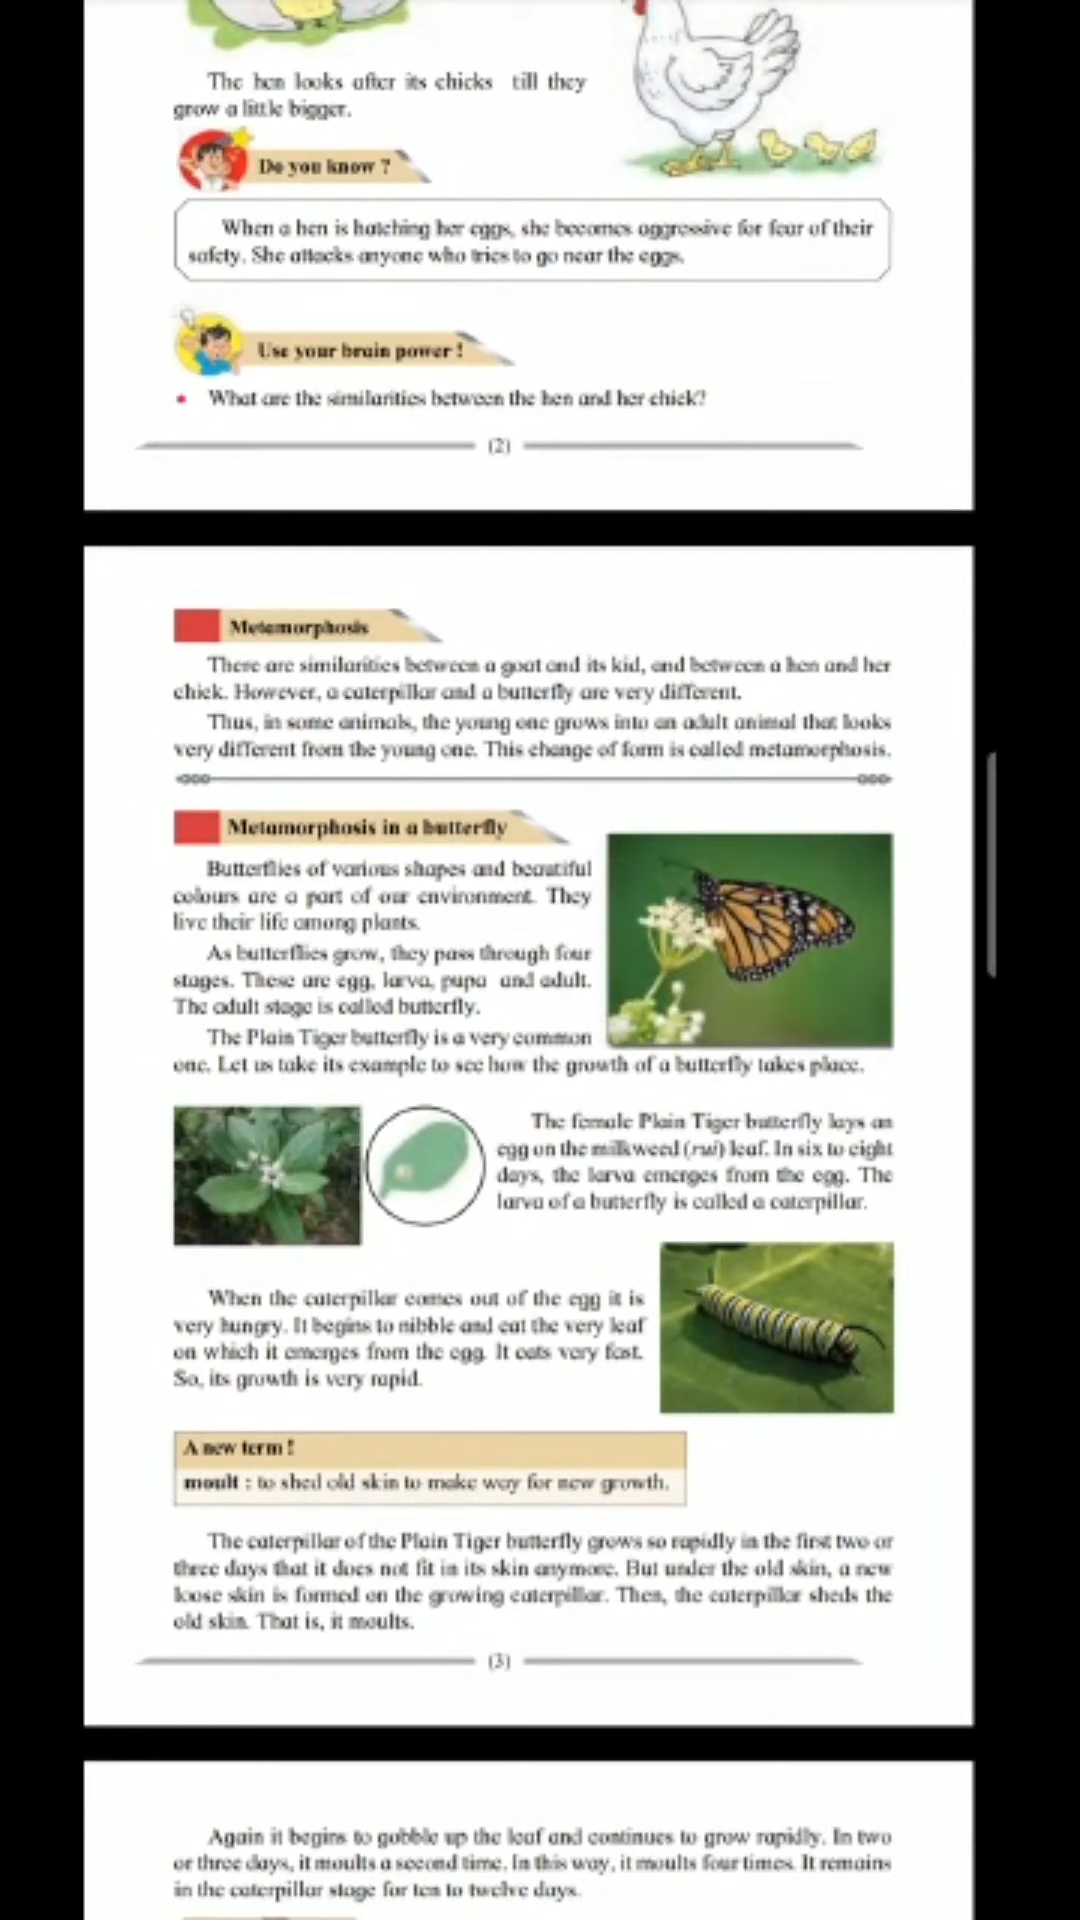 The hen looks after its chicks till they
grow a little bigger.
Do you know ?
When a hen is hatching her eggs, she becomes aggressive for fear of their
safety. She attacks anyone who tries to go near the eggs.
Use your brain power !
• What are the similarities between the hen and her chick?
(2)
Metamorphosis
There are similarities between a goat and its kid, and between a hen and her
chick. However, a caterpillar and a butterfly are very different.
Thus, in some animals, the young one grows into an adult animal that looks
very different from the young one. This change of form is called metamorphosis.
Metamorphosis in a butterfly
Butterflies of various shapes and beautiful
colours are a part of our environment. They
live their life among plants.
As butterflies grow, they pass through four
stages. These are egg, larva, pupa and adult.
The adult stage is called butterfly.
The Plain Tiger butterfly is a very common
one. Let us take its example to see how the growth of a butterfly takes place.
The female Plain Tiger butterfly lays an
egg on the milkweed (rui) leaf. In six to eight
days, the larva emerges from the egg. The
larva of a butterfly is called a caterpillar.
When the caterpillar comes out of the egg it is
very hungry. It begins to nibble and eat the very leaf
on which it emerges from the egg. It eats very fast.
So, its growth is very rapid.
A new term !
moult : to shed old skin to make way for new growth.
The caterpillar of the Plain Tiger butterfly grows so rapidly in the first two or
three days that it does not fit in its skin anymore. But under the old skin, a new
loose skin is formed on the growing caterpillar. Then, the caterpillar sheds the
old skin. That is, it moults.
(3)
Again it begins to gobble up the leaf and continues to grow rapidly. In two
or three days, it moults a second time. In this way, it moults four times. It remains
in the caterpillar stage for ten to twelve days.